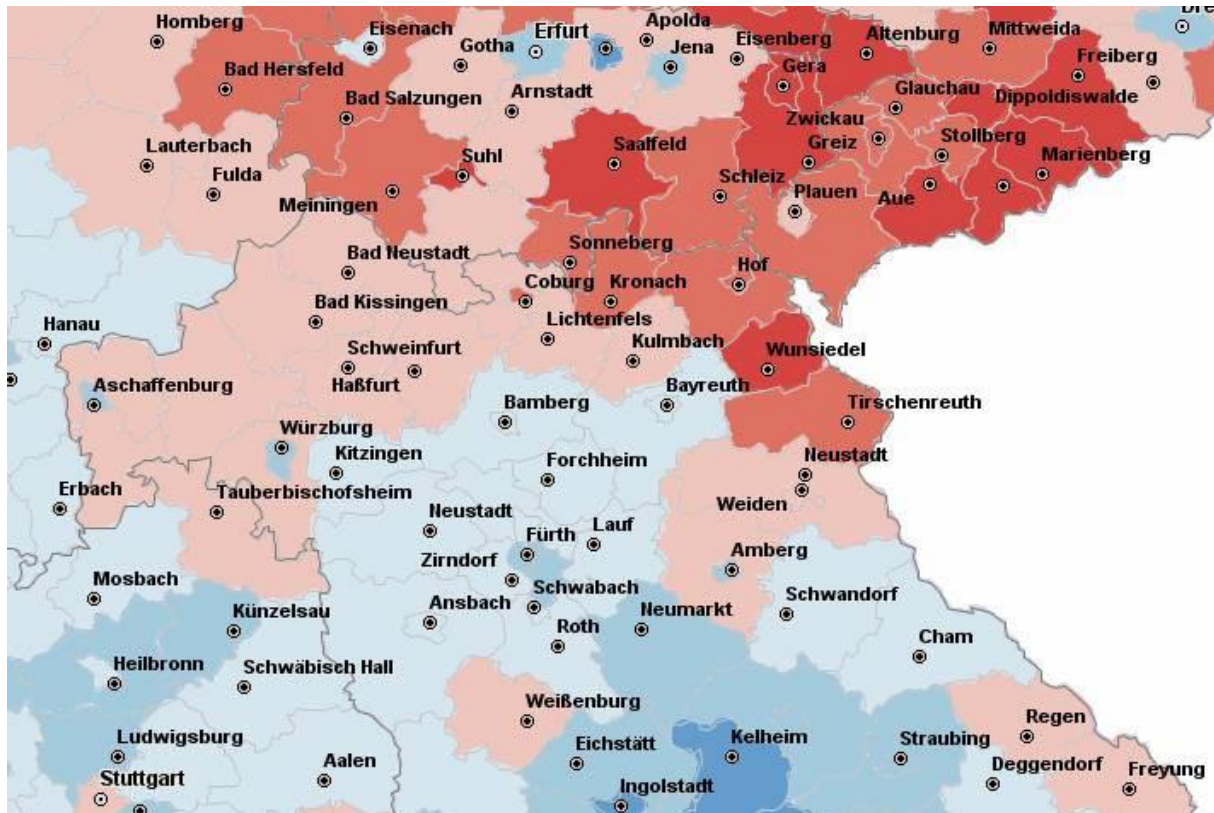 Homberg
Eisenach
Erfurt
Apolda
Altenburg
Mittweida
Dre
Gotha
Jena
Eisenberg
Gera
Freiberg
Bad Hersfeld
Bad Salzungen
Arnstadt
Glauchau
Dippoldiswalde
Zwickau
Lauterbach
Suhl
Saalfeld
Greiz
Stollberg
Marienberg
Fulda
Meiningen
Schleiz
Plauen
Aue
Bad Neustadt
Sonneberg
Hof
Coburg
Kronach
Bad Kissingen
Hanau
Lichtenfels
Kulmbach
Wunsiedel
Schweinfurt
Aschaffenburg
Haßfurt
Bayreuth
Bamberg
Tirschenreuth
Würzburg
Kitzingen
Forchheim
Neustadt
Erbach
Tauberbischofsheim
Weiden
Neustadt
Fürth
Lauf
Zirndorf
Amberg
Mosbach
Schwabach
Künzelsau
Ansbach
Neumarkt
Schwandorf
Roth
Cham
Heilbronn
Schwäbisch Hall
Weißenburg
Regen
Ludwigsburg
Eichstätt
Kelheim
Straubing
Stuttgart
Aalen
Ingolstadt
Deggendorf
Freyung